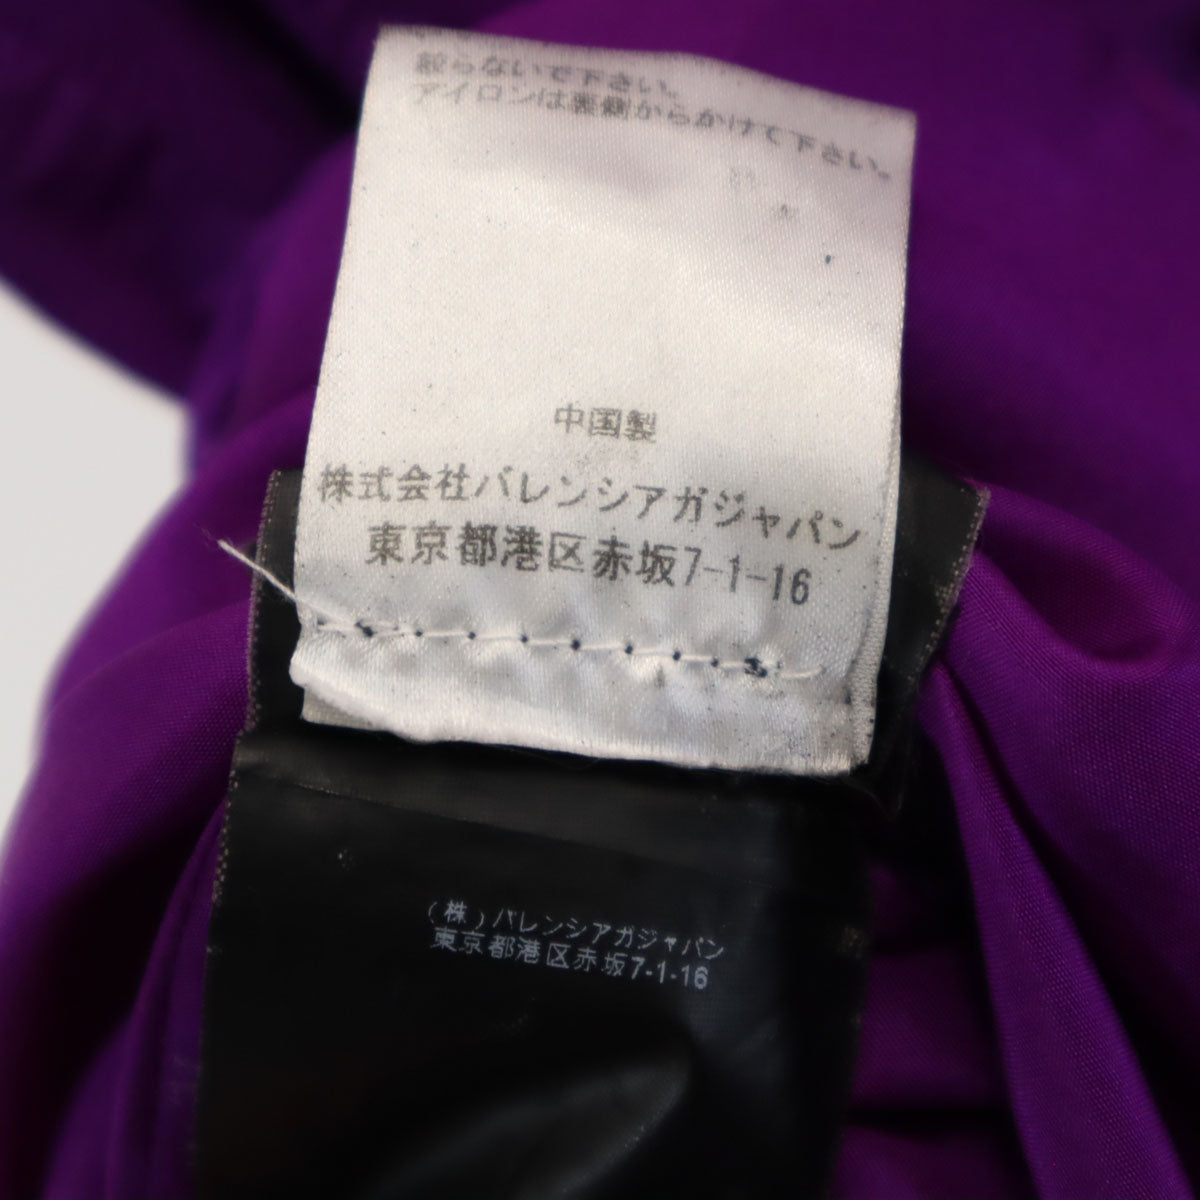 絞らないで下さい。
アイロンは裏側からかけて下さい。
中国製
株式会社バレンシアガジャパン
東京都港区赤坂7-1-16
(株)バレンシアガジャパン
東京都港区赤坂7-1-16